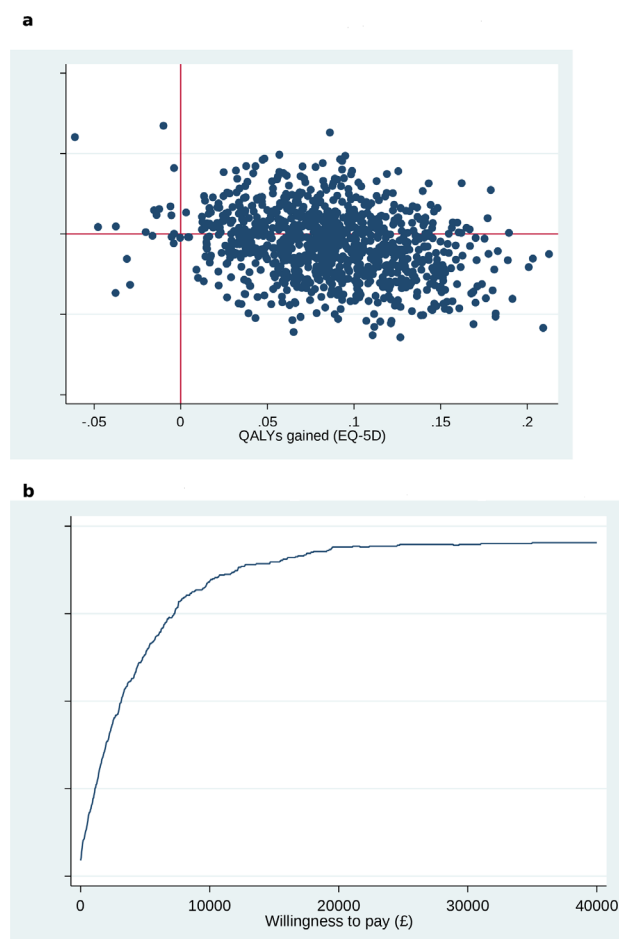 a
-.05 0 .05 .1 .15 .2
QALYs gained (EQ-5D)
b
0 10000 20000 30000 40000
Willingness to pay (£)